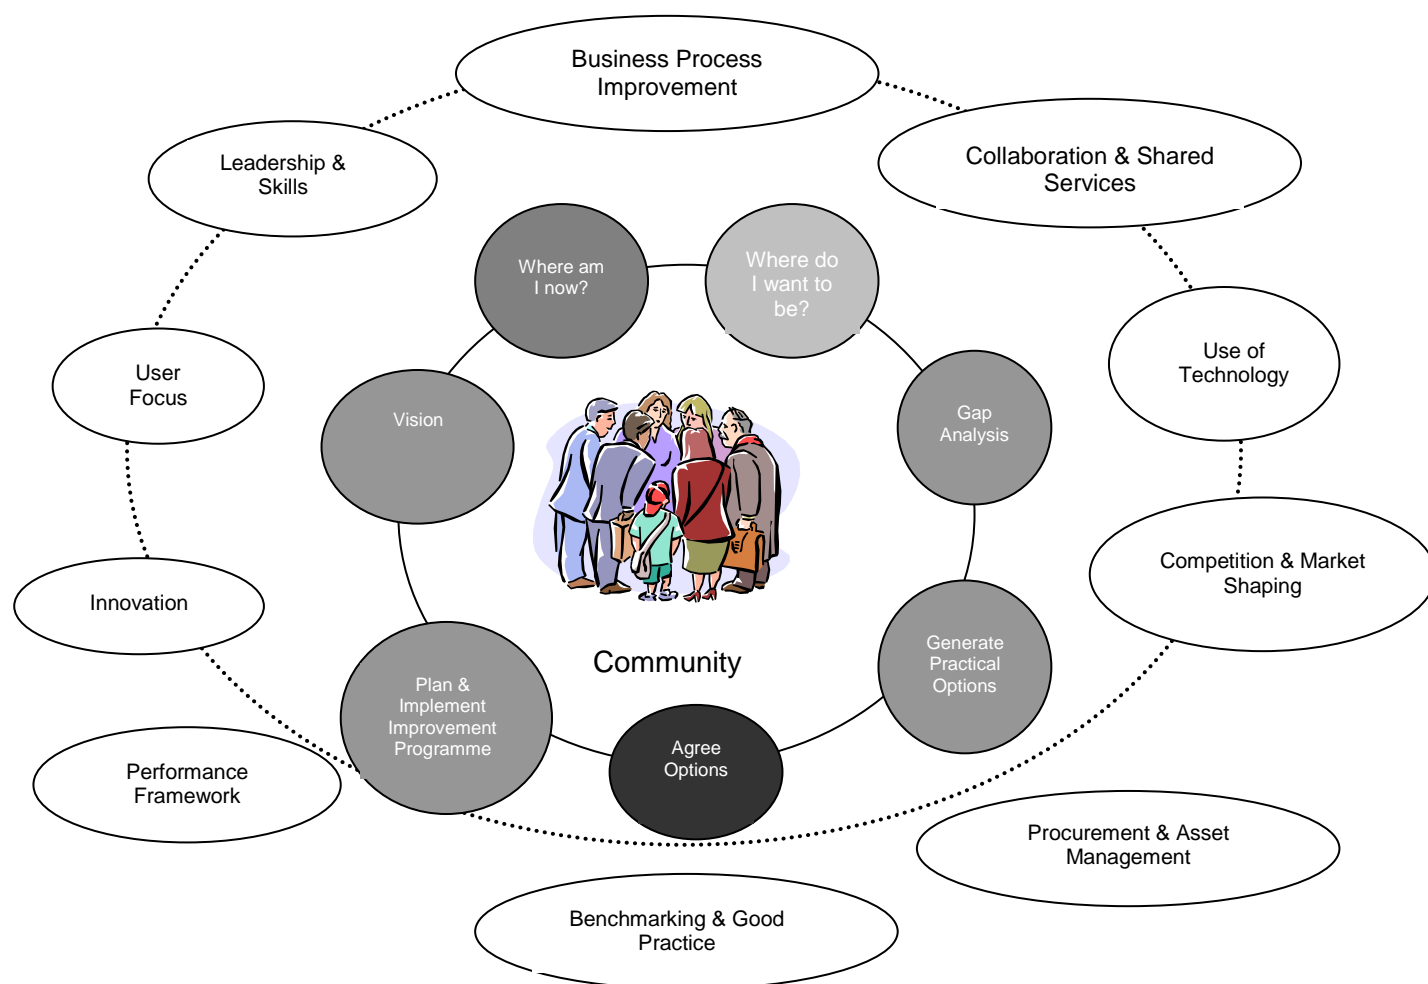 Business Process
Improvement
Leadership &
Skills
Collaboration & Shared
Services
Where am
I now?
Where do
I want to
be?
User
Focus
Use of
Technology
Vision
Gap
Analysis
Innovation
Competition & Market
Shaping
Community
Generate
Practical
Options
Plan &
Implement
Improvement
Programme
Agree
Options
Performance
Framework
Procurement & Asset
Management
Benchmarking & Good
Practice